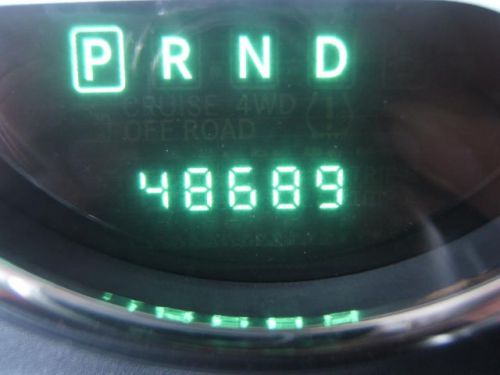 P R N D
CRUISE 4WD
OFF ROAD
48689